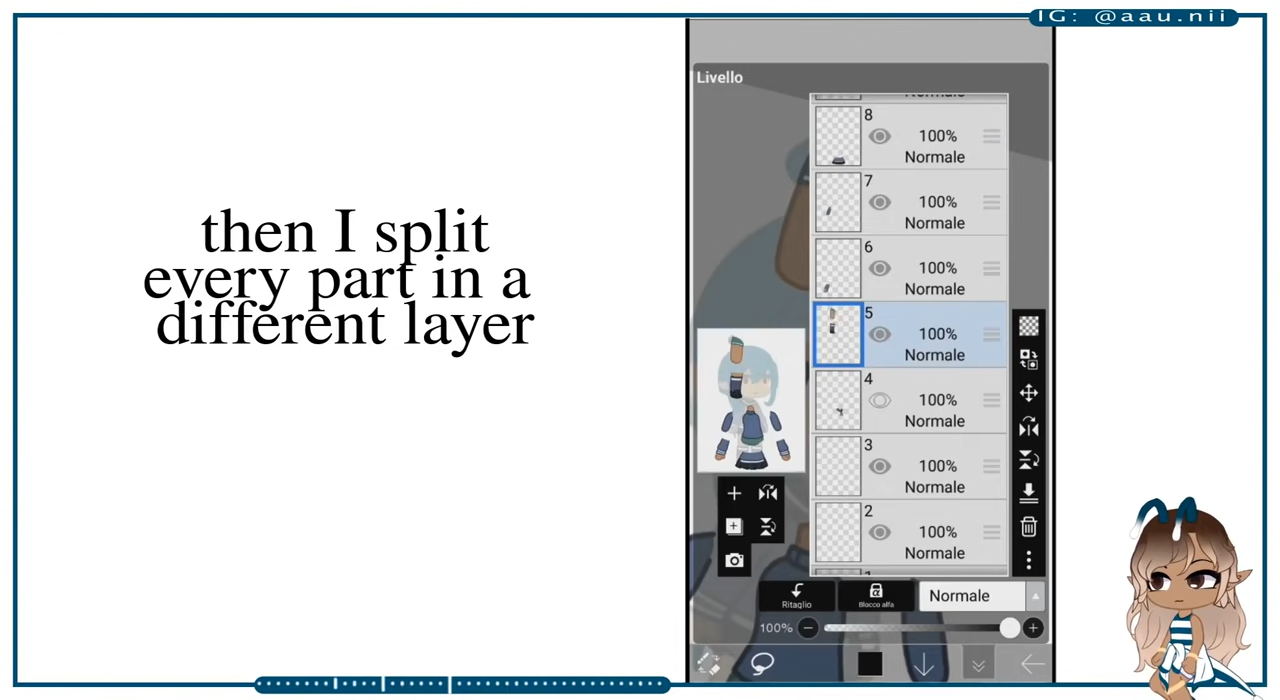 IG: @aau.nii
then I split
every part in a
different layer
Livello
Normale
8
100%
Normale
7
100%
Normale
6
100%
Normale
5
100%
Normale
4
100%
Normale
3
100%
Normale
2
100%
Normale
1
Ritaglio
Blocco alfa
Normale
100%